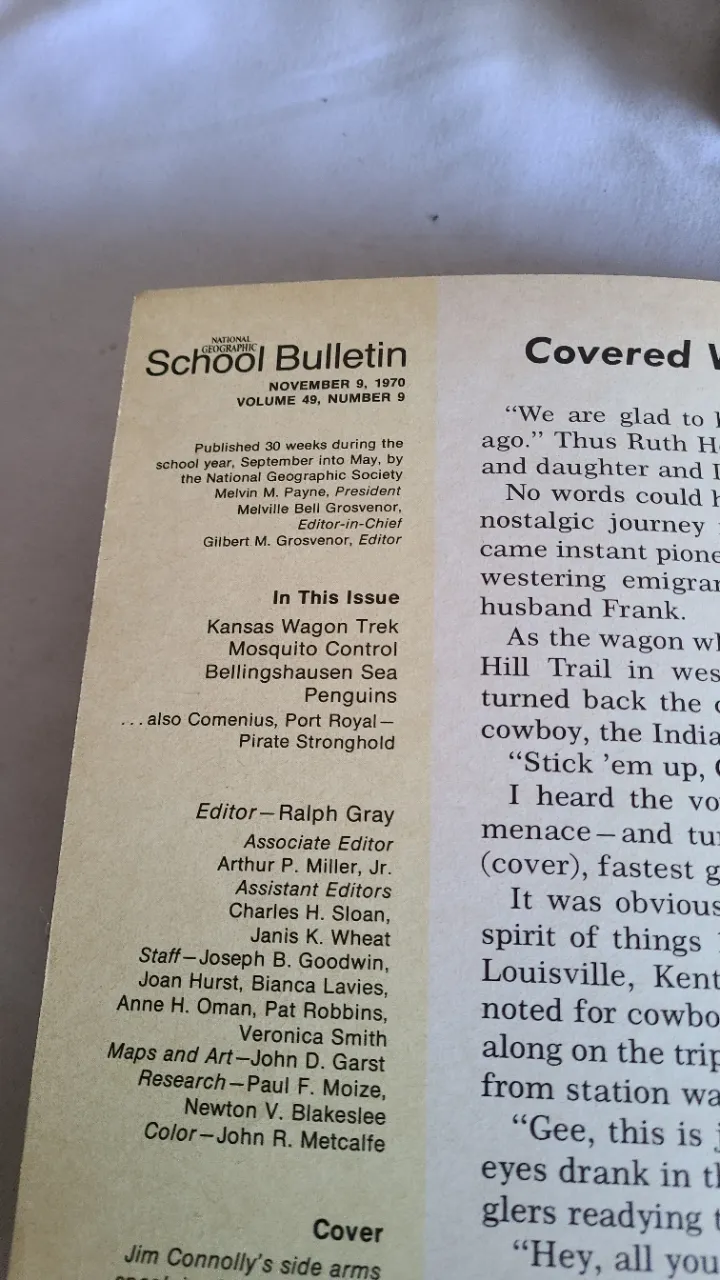 NATIONAL
GEOGRAPHIC
School Bulletin
NOVEMBER 9, 1970
VOLUME 49, NUMBER 9
Published 30 weeks during the
school year, September into May, by
the National Geographic Society
Melvin M. Payne, President
Melville Bell Grosvenor,
Editor-in-Chief
Gilbert M. Grosvenor, Editor
In This Issue
Kansas Wagon Trek
Mosquito Control
Bellingshausen Sea
Penguins
...also Comenius, Port Royal—
Pirate Stronghold
Editor—Ralph Gray
Associate Editor
Arthur P. Miller, Jr.
Assistant Editors
Charles H. Sloan,
Janis K. Wheat
Staff—Joseph B. Goodwin,
Joan Hurst, Bianca Lavies,
Anne H. Oman, Pat Robbins,
Veronica Smith
Maps and Art—John D. Garst
Research—Paul F. Moize,
Newton V. Blakeslee
Color—John R. Metcalfe
Cover
Jim Connolly's side arms
Covered
"We are glad to
ago." Thus Ruth
and daughter and
No words could
nostalgic journey
came instant
westering
husband Frank.
As the wagon
Hill Trail in
turned back the
cowboy, the
"Stick 'em up,
I heard the
menace—and
(cover), fastest
It was obvious
spirit of things
Louisville,
noted for
along on the
from station
"Gee, this is
eyes drank in
glers readying
"Hey, all you